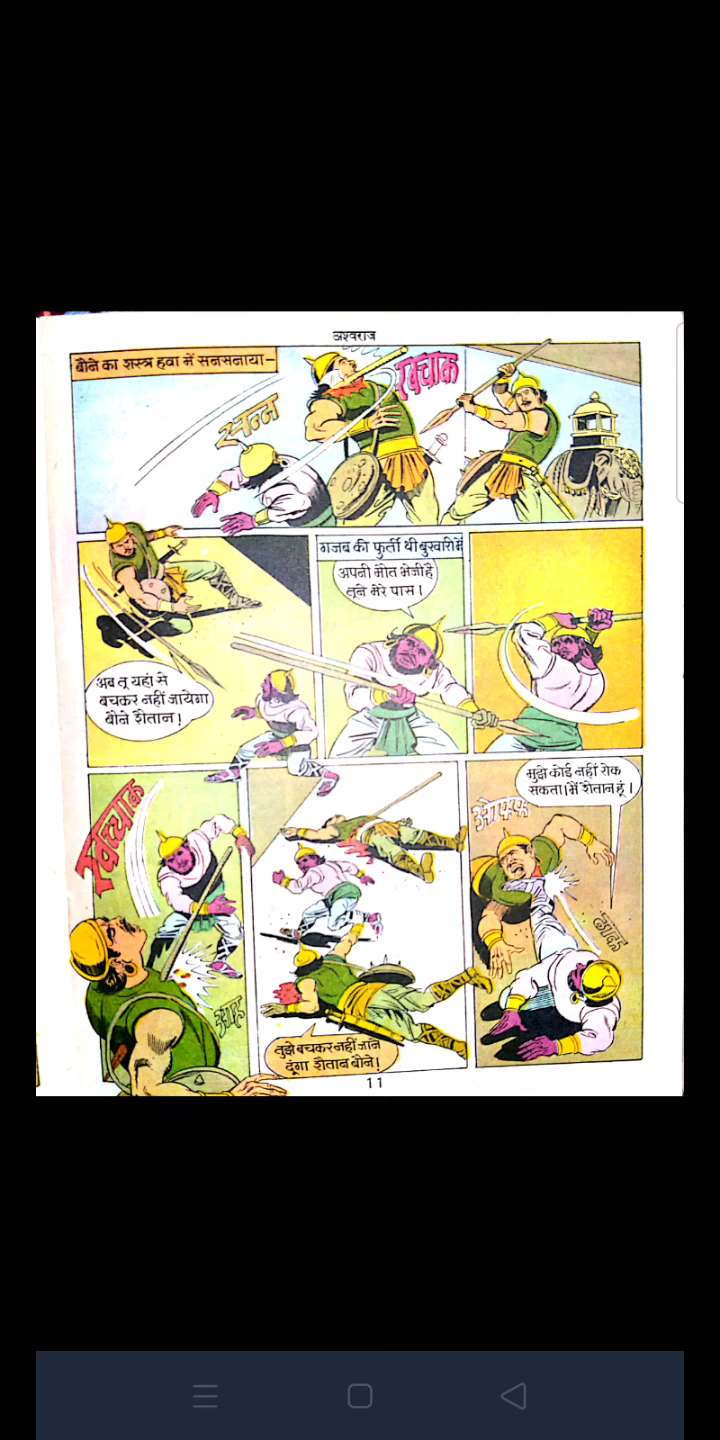 अश्वराज
बौने का शस्त्र हवा में सनसनाया-
सन्न
खचाक
अब तू यहां से
बचकर नहीं जायेगा
बौने शैतान!
गजब की फुर्ती थी बुखारी में
अपनी मौत भेजी है
तूने मेरे पास।
खच्चाक
आह
तुझे बचकर नहीं जाने
दूंगा शैतान बौने!
मुझे कोई नहीं रोक
सकता। मैं शैतान हूं।
ठाक
11